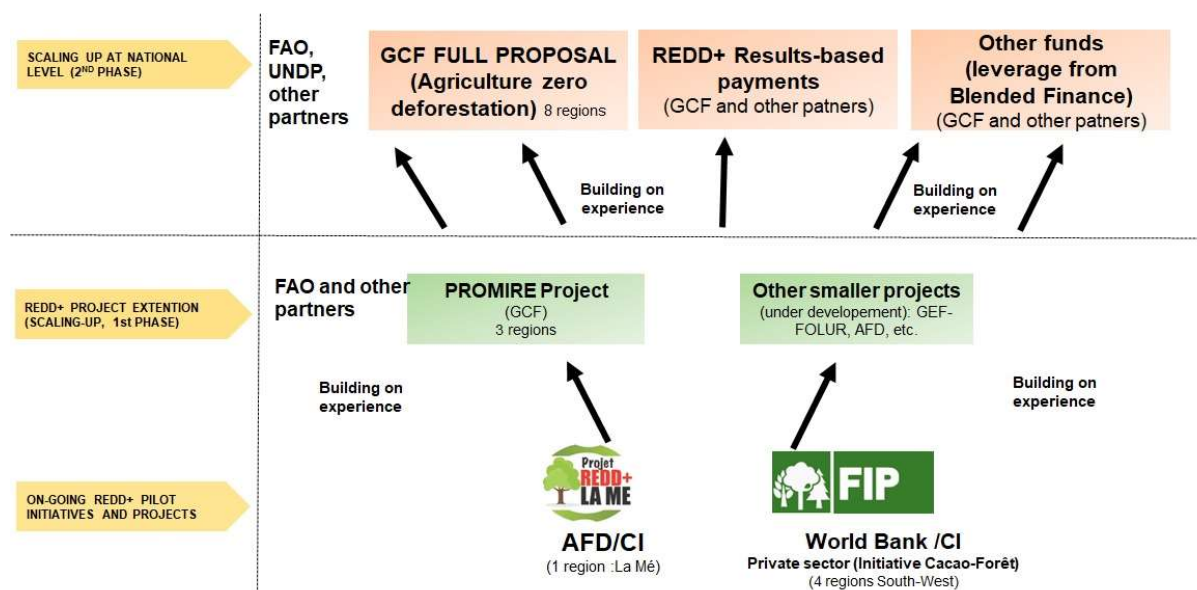 SCALING UP AT NATIONAL
LEVEL (2ND PHASE)
FAO,
UNDP,
other
partners
GCF FULL PROPOSAL
(Agriculture zero
deforestation) 8 regions
REDD+ Results-based
payments
(GCF and other patners)
Other funds
(leverage from
Blended Finance)
(GCF and other patners)
Building on
experience
Building on
experience
REDD+ PROJECT EXTENTION
(SCALING-UP, 1st PHASE)
FAO and other
partners
PROMIRE Project
(GCF)
3 regions
Other smaller projects
(under developement): GEF-
FOLUR, AFD, etc.
Building on
experience
Building on
experience
ON-GOING REDD+ PILOT
INITIATIVES AND PROJECTS
Projet
REDD+
LA ME
FIP
AFD/CI
(1 region :La Mé)
World Bank /CI
Private sector (Initiative Cacao-Forêt)
(4 regions South-West)